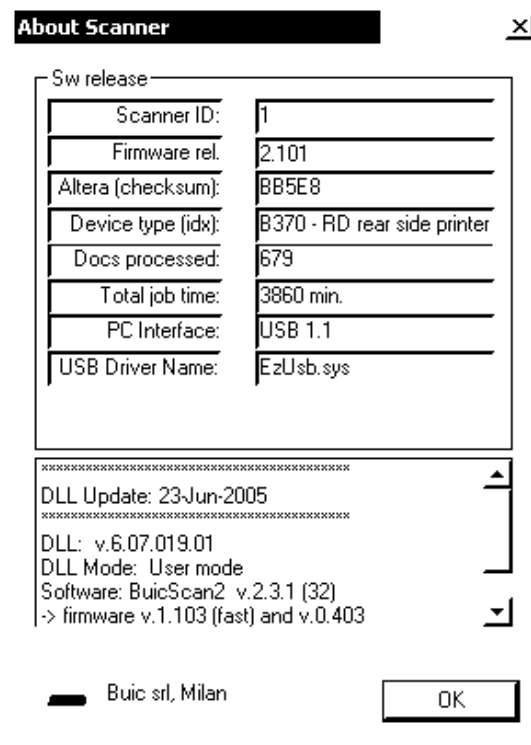 About Scanner
Sw release
Scanner ID: 1
Firmware rel. 2.101
Altera (checksum): BB5E8
Device type (idx): B370 - RD rear side printer
Docs processed: 679
Total job time: 3860 min.
PC Interface: USB 1.1
USB Driver Name: EzUsb.sys
******************************************
DLL Update: 23-Jun-2005
******************************************
DLL: v.6.07.019.01
DLL Mode: User mode
Software: BuicScan2 v.2.3.1 (32)
-> firmware v.1.103 (fast) and v.0.403
Buic srl, Milan
OK